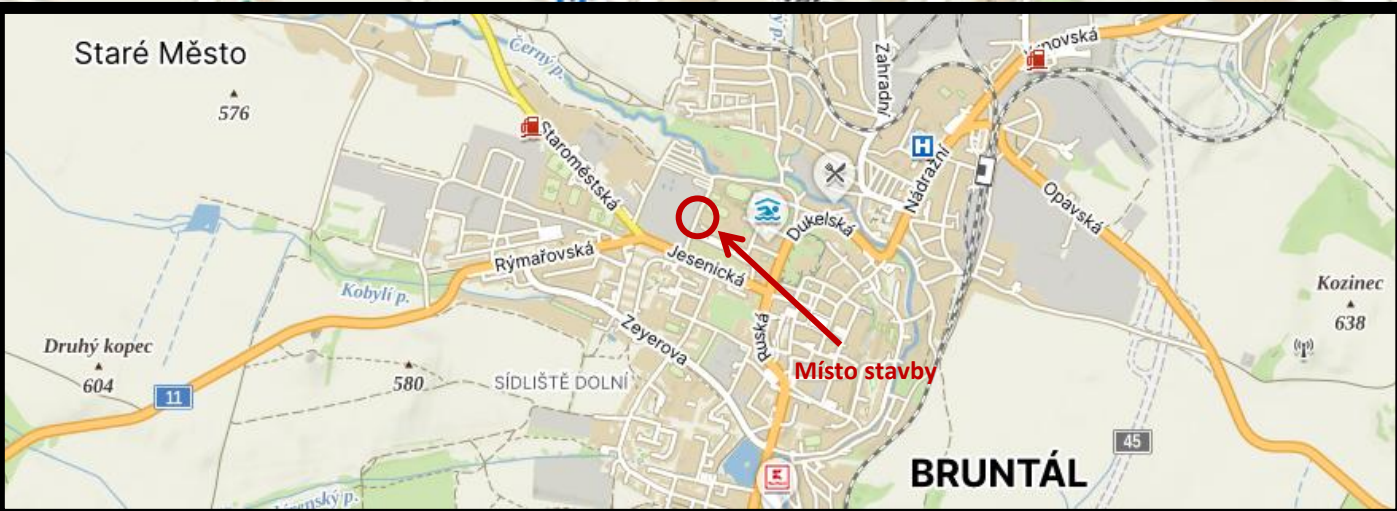 Staré Město
576
Černý p.
Staroměstská
Zahradní
H
Nádražní
Opavská
Dukelská
Rýmařovská
Jesenická
Kobylí p.
Zeyerova
Ruská
Kozinec
638
Druhý kopec
604
11
580
SÍDLIŠTĚ DOLNÍ
Místo stavby
45
BRUNTÁL